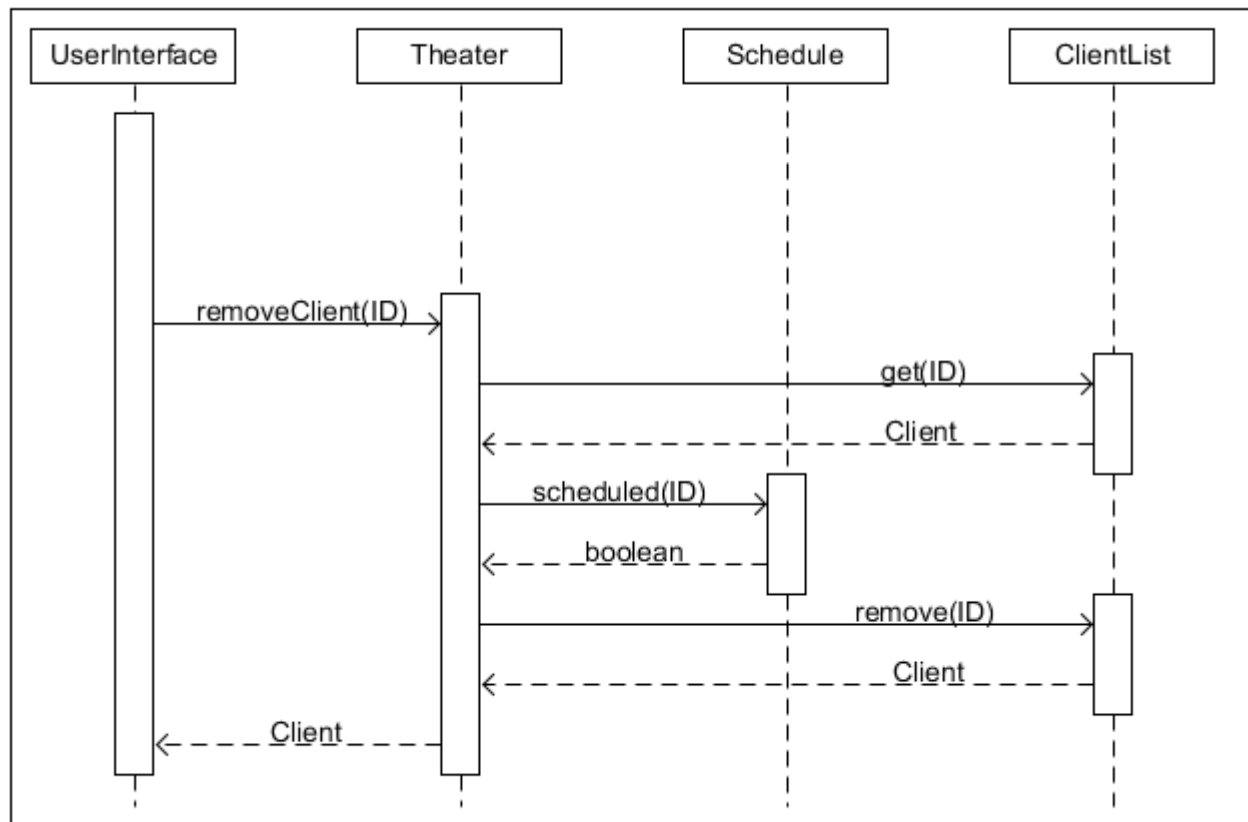 UserInterface
Theater
Schedule
ClientList
removeClient(ID)
get(ID)
Client
scheduled(ID)
boolean
remove(ID)
Client
Client